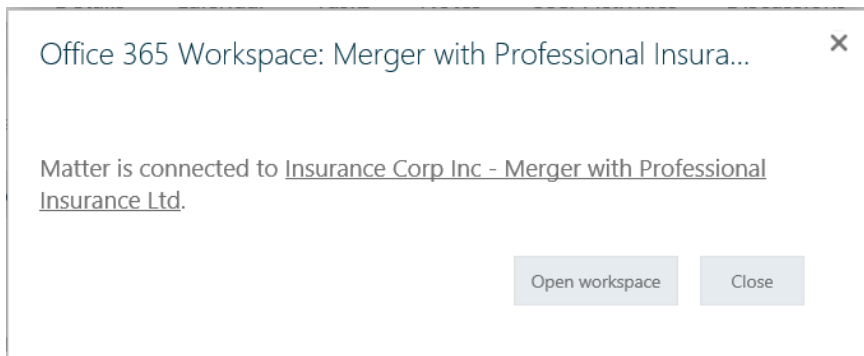 Office 365 Workspace: Merger with Professional Insura...
Matter is connected to Insurance Corp Inc - Merger with Professional
Insurance Ltd.
Open workspace Close